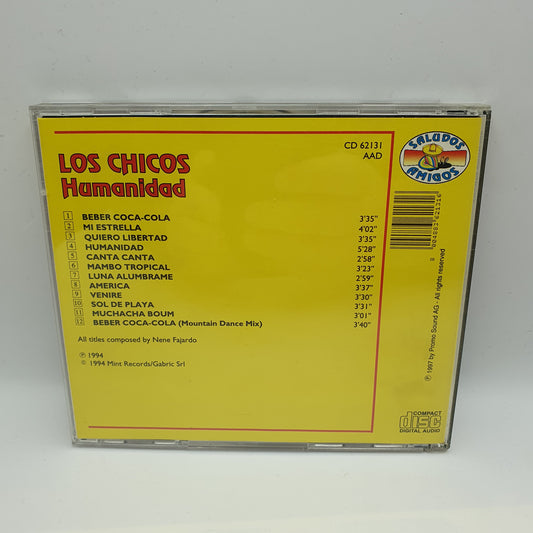 CD 62131
AAD
SALUDOS
AMIGOS
LOS CHICOS
Humanidad
1 BEBER COCA-COLA 3'35"
2 MI ESTRELLA 4'02"
3 QUIERO LIBERTAD 3'35"
4 HUMANIDAD 5'28"
5 CANTA CANTA 2'58"
6 MAMBO TROPICAL 3'23"
7 LUNA ALUMBRAME 2'59"
8 AMERICA 3'37"
9 VENIRE 3'30"
10 SOL DE PLAYA 3'31"
11 MUCHACHA BOUM 3'01"
12 BEBER COCA-COLA (Mountain Dance Mix) 3'40"
All titles composed by Nene Fajardo
℗ 1994
© 1994 Mint Records/Gabric Srl
℗ 1997 by Promo Sound AG - All rights reserved
COMPACT
disc
DIGITAL AUDIO